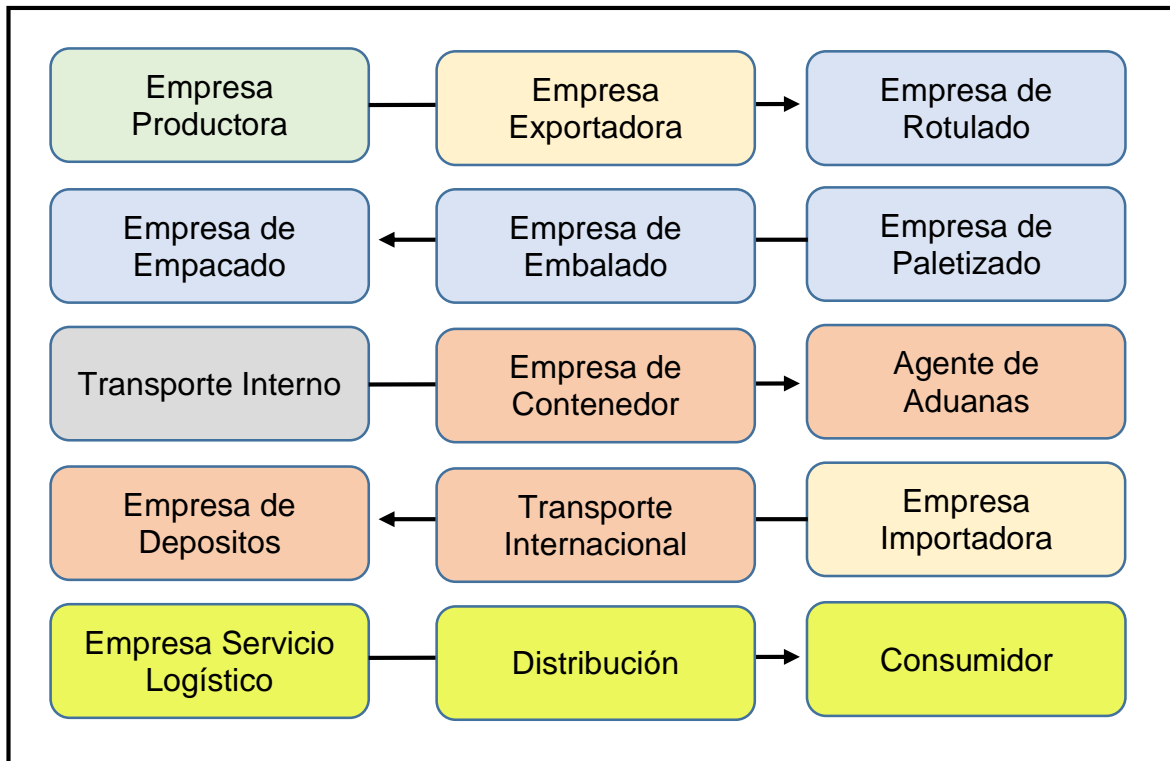 Empresa
Productora
Empresa
Exportadora
Empresa de
Rotulado
Empresa de
Empacado
Empresa de
Embalado
Empresa de
Paletizado
Transporte Interno
Empresa de
Contenedor
Agente de
Aduanas
Empresa de
Depositos
Transporte
Internacional
Empresa
Importadora
Empresa Servicio
Logístico
Distribución
Consumidor